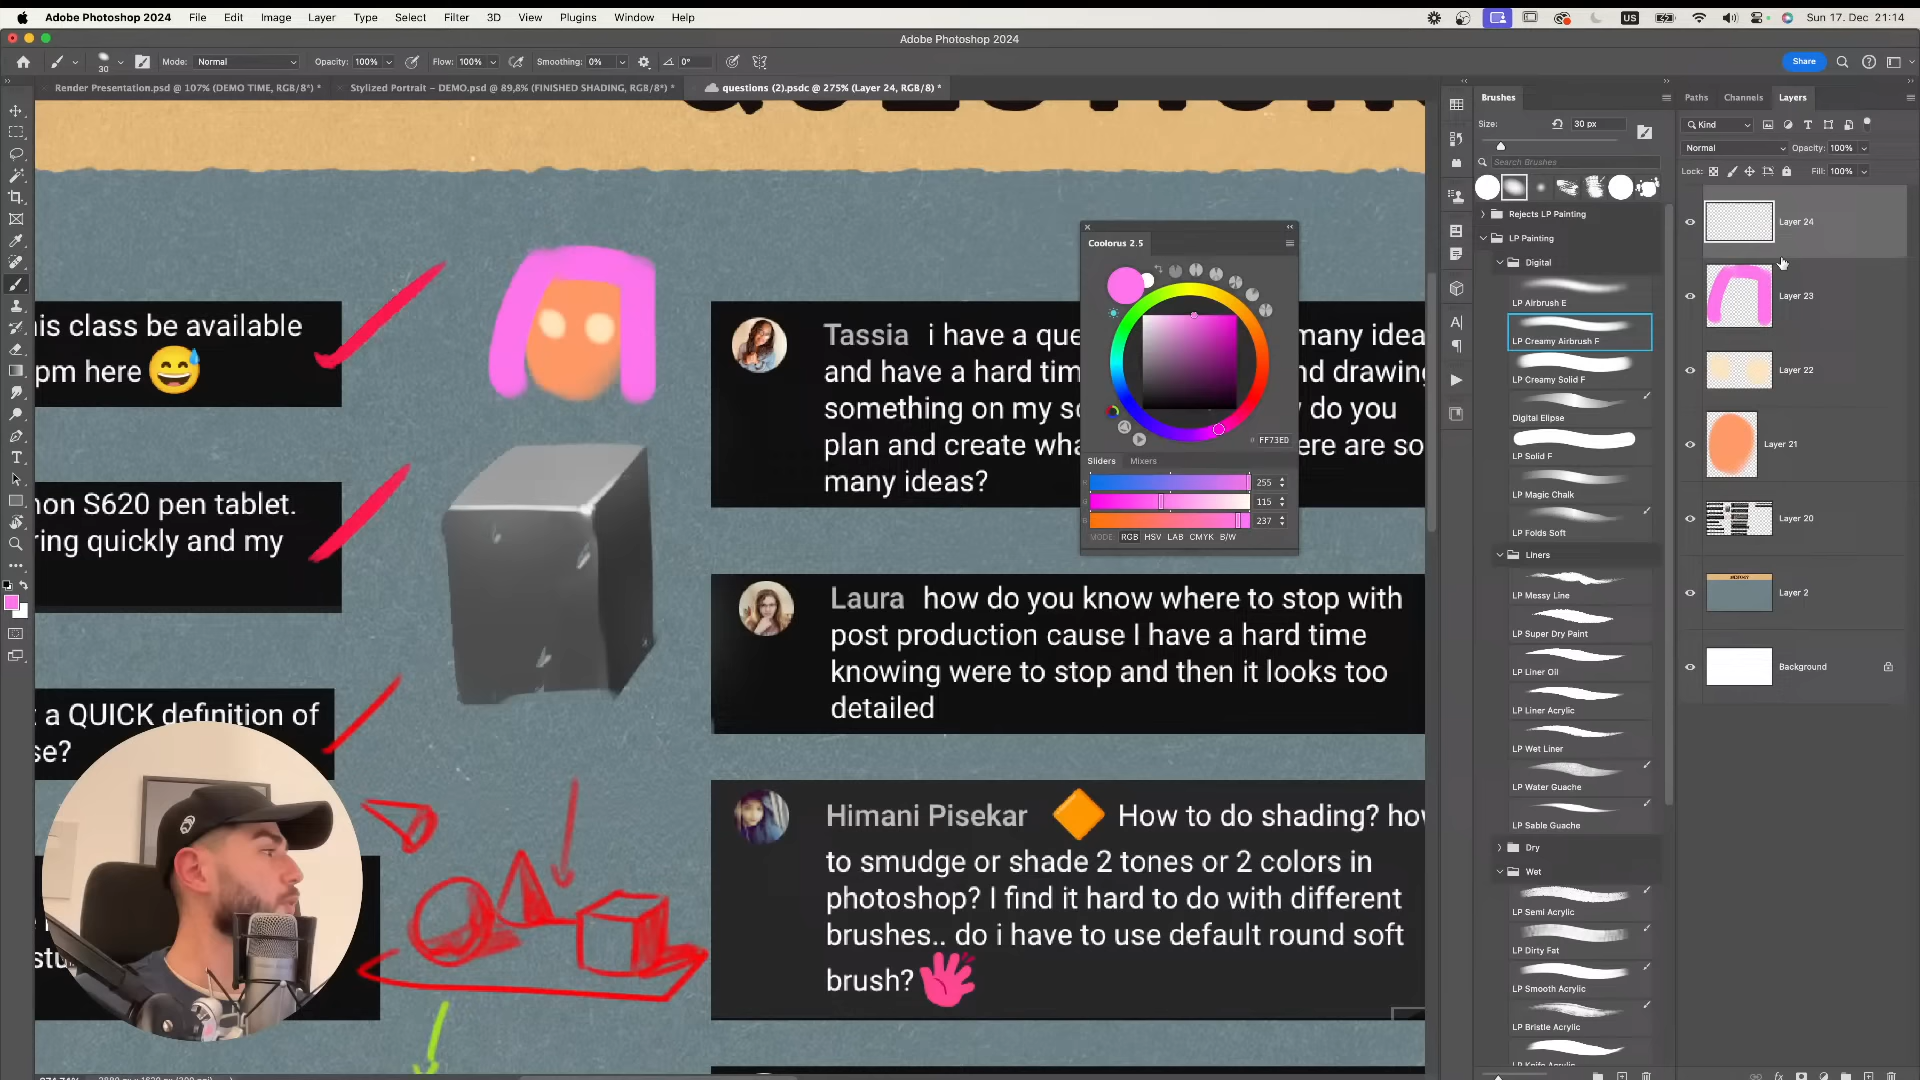 Adobe Photoshop 2024 File Edit Image Layer Type Select Filter 3D View Plugins Window Help US Sun 17. Dec 21:14
Adobe Photoshop 2024
30 Mode: Normal Opacity: 100% Flow: 100% Smoothing: 0% 0° Share
Render Presentation.psd @ 107% (DEMO TIME, RGB/8*) * Stylized Portrait – DEMO.psd @ 89,8% (FINISHED SHADING, RGB/8*) * questions (2).psdc @ 275% (Layer 24, RGB/8) *
his class be available
pm here
non S620 pen tablet.
ring quickly and my
a QUICK definition of
se?
stu
Tassia i have a que many idea
and have a hard tim nd drawing
something on my s do you
plan and create wha ere are so
many ideas?
Laura how do you know where to stop with
post production cause I have a hard time
knowing were to stop and then it looks too
detailed
Himani Pisekar How to do shading? how
to smudge or shade 2 tones or 2 colors in
photoshop? I find it hard to do with different
brushes.. do i have to use default round soft
brush?
Coolorus 2.5
# FF73ED
Sliders Mixers
255
115
237
MODE: RGB HSV LAB CMYK B/W
Brushes
Size: 30 px
Search Brushes
Rejects LP Painting
LP Painting
Digital
LP Airbrush E
LP Creamy Airbrush F
LP Creamy Solid F
Digital Elipse
LP Solid F
LP Magic Chalk
LP Folds Soft
Liners
LP Messy Line
LP Super Dry Paint
LP Liner Oil
LP Liner Acrylic
LP Wet Liner
LP Water Guache
LP Sable Guache
Dry
Wet
LP Semi Acrylic
LP Dirty Fat
LP Smooth Acrylic
LP Bristle Acrylic
Paths Channels Layers
Kind
Normal Opacity: 100%
Lock: Fill: 100%
Layer 24
Layer 23
Layer 22
Layer 21
Layer 20
Layer 2
Background